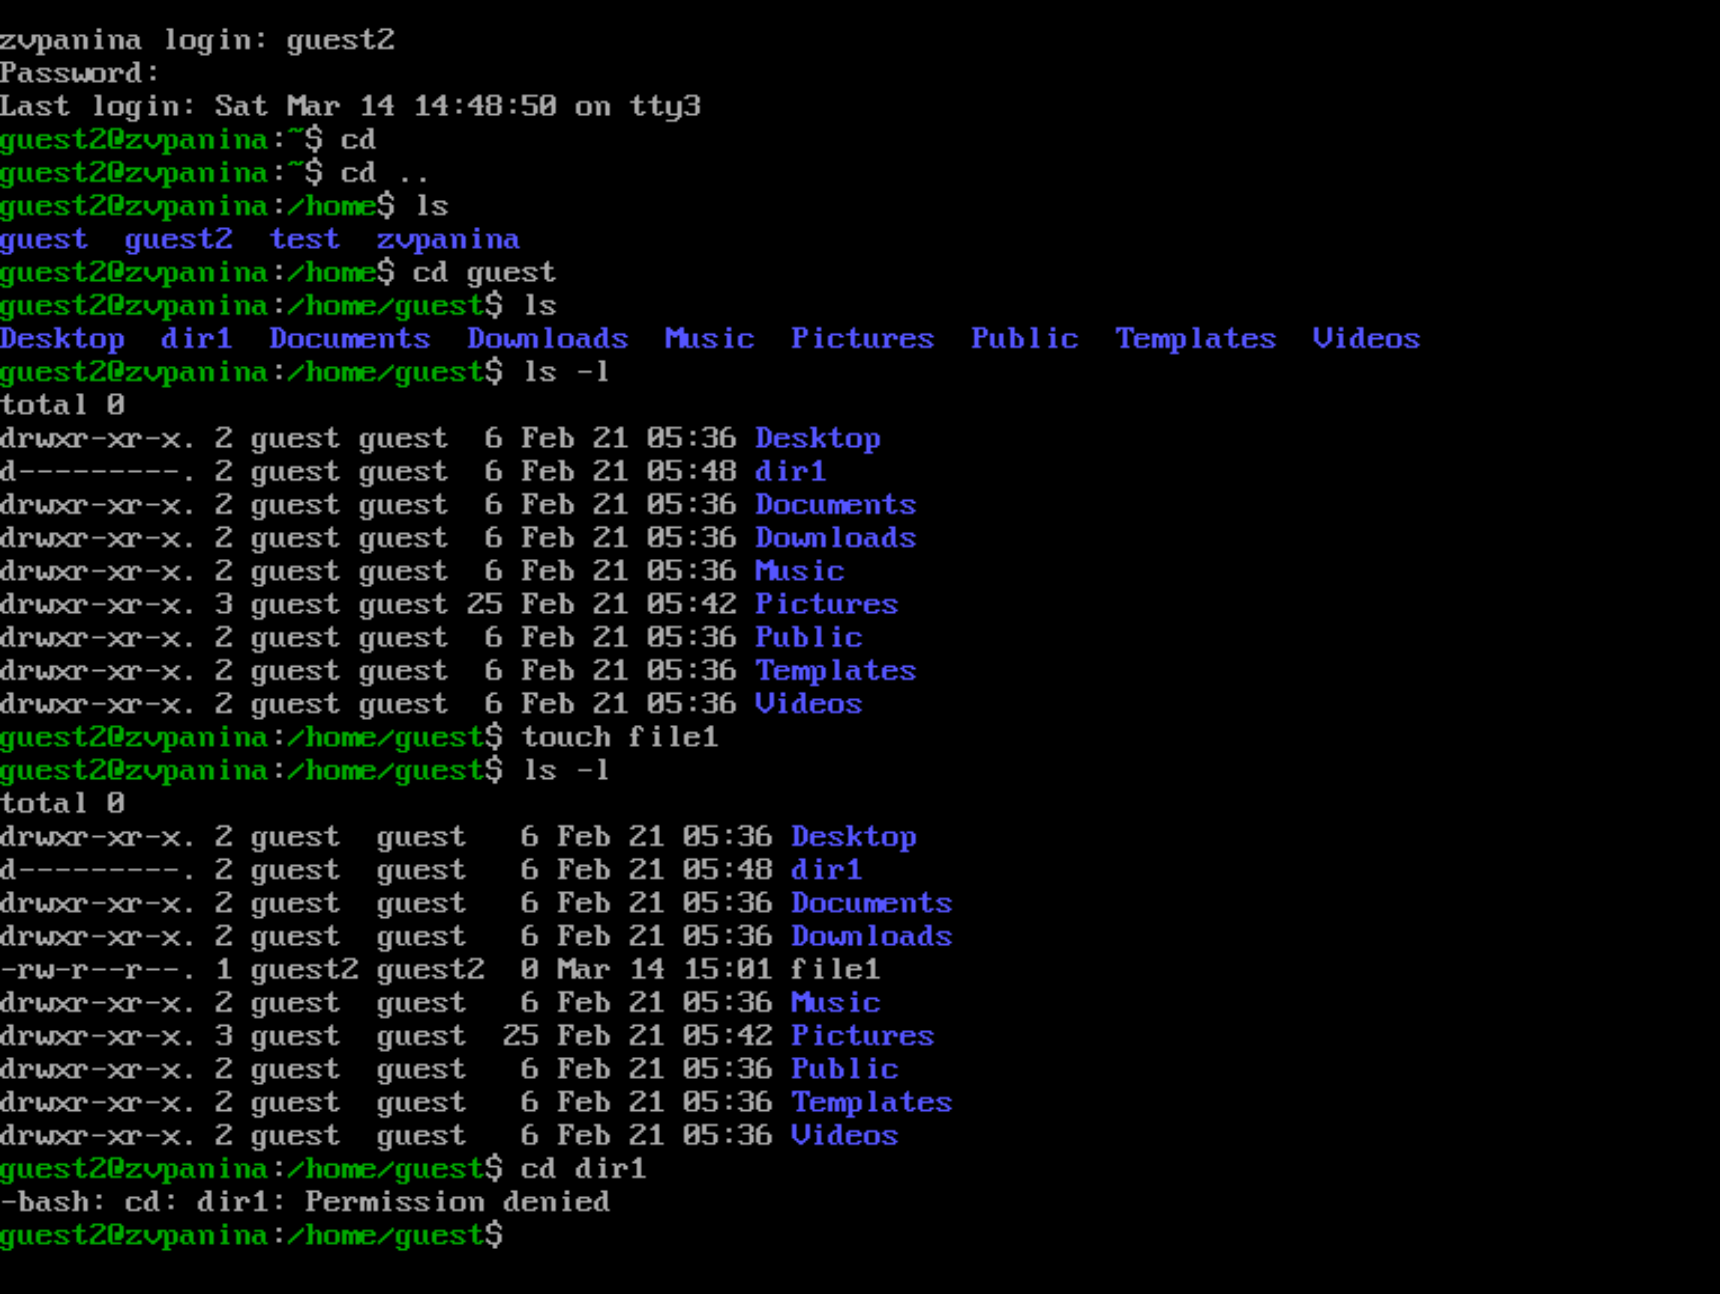 zvpanina login: guest2
Password:
Last login: Sat Mar 14 14:48:50 on tty3
guest2@zvpanina:~$ cd
guest2@zvpanina:~$ cd ..
guest2@zvpanina:/home$ ls
guest  guest2  test  zvpanina
guest2@zvpanina:/home$ cd guest
guest2@zvpanina:/home/guest$ ls
Desktop  dir1  Documents  Downloads  Music  Pictures  Public  Templates  Videos
guest2@zvpanina:/home/guest$ ls -l
total 0
drwxr-xr-x. 2 guest guest  6 Feb 21 05:36 Desktop
d---------. 2 guest guest  6 Feb 21 05:48 dir1
drwxr-xr-x. 2 guest guest  6 Feb 21 05:36 Documents
drwxr-xr-x. 2 guest guest  6 Feb 21 05:36 Downloads
drwxr-xr-x. 2 guest guest  6 Feb 21 05:36 Music
drwxr-xr-x. 3 guest guest 25 Feb 21 05:42 Pictures
drwxr-xr-x. 2 guest guest  6 Feb 21 05:36 Public
drwxr-xr-x. 2 guest guest  6 Feb 21 05:36 Templates
drwxr-xr-x. 2 guest guest  6 Feb 21 05:36 Videos
guest2@zvpanina:/home/guest$ touch file1
guest2@zvpanina:/home/guest$ ls -l
total 0
drwxr-xr-x. 2 guest  guest   6 Feb 21 05:36 Desktop
d---------. 2 guest  guest   6 Feb 21 05:48 dir1
drwxr-xr-x. 2 guest  guest   6 Feb 21 05:36 Documents
drwxr-xr-x. 2 guest  guest   6 Feb 21 05:36 Downloads
-rw-r--r--. 1 guest2 guest2  0 Mar 14 15:01 file1
drwxr-xr-x. 2 guest  guest   6 Feb 21 05:36 Music
drwxr-xr-x. 3 guest  guest  25 Feb 21 05:42 Pictures
drwxr-xr-x. 2 guest  guest   6 Feb 21 05:36 Public
drwxr-xr-x. 2 guest  guest   6 Feb 21 05:36 Templates
drwxr-xr-x. 2 guest  guest   6 Feb 21 05:36 Videos
guest2@zvpanina:/home/guest$ cd dir1
-bash: cd: dir1: Permission denied
guest2@zvpanina:/home/guest$